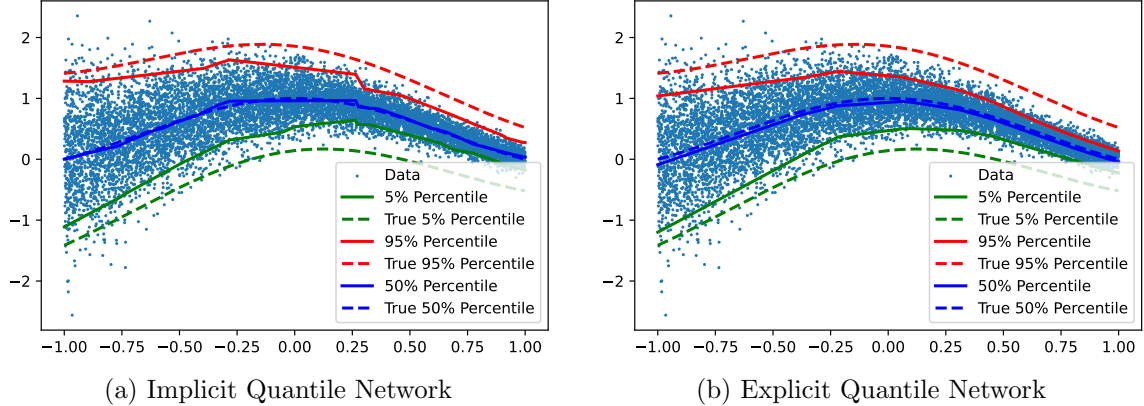 2
1
0
−1
−2
Data
5% Percentile
True 5% Percentile
95% Percentile
True 95% Percentile
50% Percentile
True 50% Percentile
−1.00 −0.75 −0.50 −0.25 0.00 0.25 0.50 0.75 1.00
(a) Implicit Quantile Network
2
1
0
−1
−2
Data
5% Percentile
True 5% Percentile
95% Percentile
True 95% Percentile
50% Percentile
True 50% Percentile
−1.00 −0.75 −0.50 −0.25 0.00 0.25 0.50 0.75 1.00
(b) Explicit Quantile Network